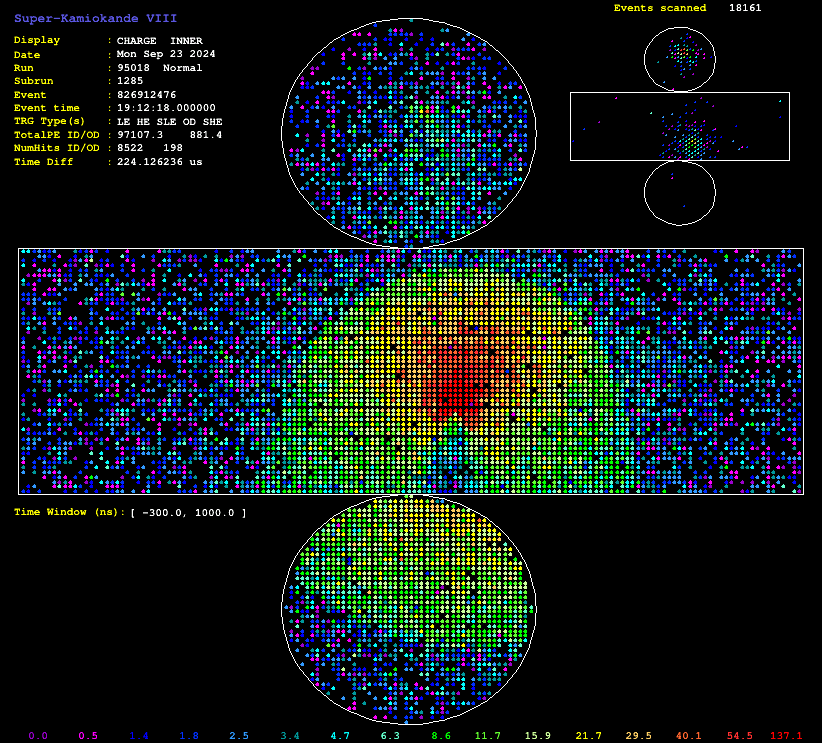 Super-Kamiokande VIII
Events scanned 18161
Display : CHARGE INNER
Date : Mon Sep 23 2024
Run : 95018 Normal
Subrun : 1285
Event : 826912476
Event time : 19:12:18.000000
TRG Type(s) : LE HE SLE OD SHE
TotalPE ID/OD : 97107.3 881.4
NumHits ID/OD : 8522 198
Time Diff : 224.126236 us
Time Window (ns): [ -300.0, 1000.0 ]
0.0 0.5 1.4 1.8 2.5 3.4 4.7 6.3 8.6 11.7 15.9 21.7 29.5 40.1 54.5 137.1